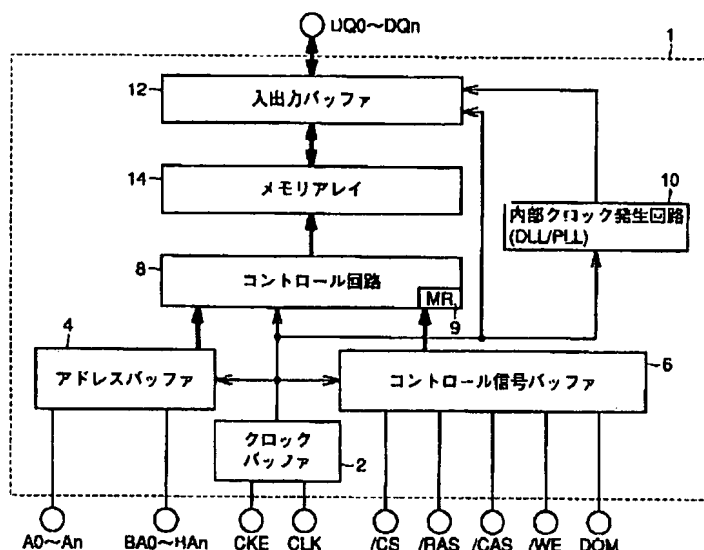 DQ0～DQn
1
12
入出力バッファ
14
メモリアレイ
10
内部クロック発生回路
(DLL/PLL)
8
コントロール回路
MR
9
4
アドレスバッファ
コントロール信号バッファ
6
クロック
バッファ
2
A0～An
BA0～BAn
CKE
CLK
/CS
/RAS
/CAS
/WE
DQM